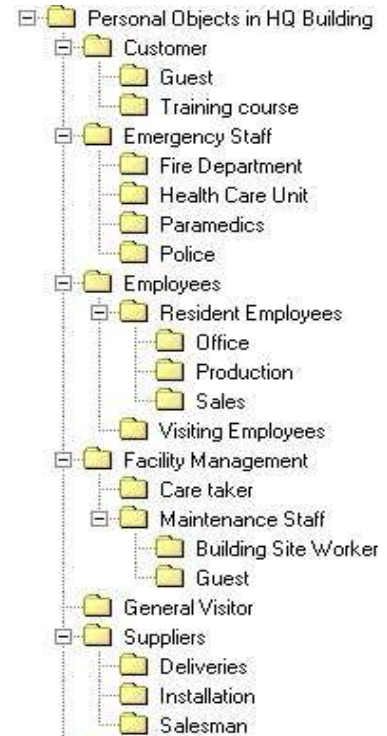 Personal Objects in HQ Building
Customer
Guest
Training course
Emergency Staff
Fire Department
Health Care Unit
Paramedics
Police
Employees
Resident Employees
Office
Production
Sales
Visiting Employees
Facility Management
Care taker
Maintenance Staff
Building Site Worker
Guest
General Visitor
Suppliers
Deliveries
Installation
Salesman